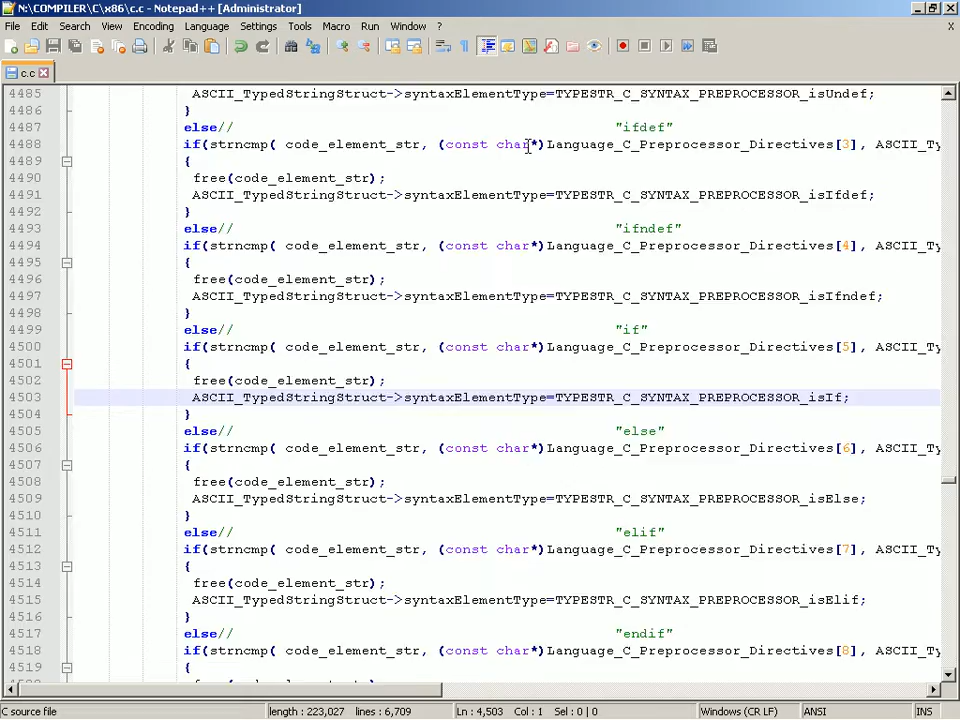 N:\COMPILER\C\x86\c.c - Notepad++ [Administrator]
File Edit Search View Encoding Language Settings Tools Macro Run Window ? X
c.c
4485 ASCII_TypedStringStruct->syntaxElementType=TYPESTR_C_SYNTAX_PREPROCESSOR_isUndef;
4486 }
4487 else// "ifdef"
4488 if(strncmp( code_element_str, (const char*)Language_C_Preprocessor_Directives[3], ASCII_Ty
4489 {
4490 free(code_element_str);
4491 ASCII_TypedStringStruct->syntaxElementType=TYPESTR_C_SYNTAX_PREPROCESSOR_isIfdef;
4492 }
4493 else// "ifndef"
4494 if(strncmp( code_element_str, (const char*)Language_C_Preprocessor_Directives[4], ASCII_Ty
4495 {
4496 free(code_element_str);
4497 ASCII_TypedStringStruct->syntaxElementType=TYPESTR_C_SYNTAX_PREPROCESSOR_isIfndef;
4498 }
4499 else// "if"
4500 if(strncmp( code_element_str, (const char*)Language_C_Preprocessor_Directives[5], ASCII_Ty
4501 {
4502 free(code_element_str);
4503 ASCII_TypedStringStruct->syntaxElementType=TYPESTR_C_SYNTAX_PREPROCESSOR_isIf;
4504 }
4505 else// "else"
4506 if(strncmp( code_element_str, (const char*)Language_C_Preprocessor_Directives[6], ASCII_Ty
4507 {
4508 free(code_element_str);
4509 ASCII_TypedStringStruct->syntaxElementType=TYPESTR_C_SYNTAX_PREPROCESSOR_isElse;
4510 }
4511 else// "elif"
4512 if(strncmp( code_element_str, (const char*)Language_C_Preprocessor_Directives[7], ASCII_Ty
4513 {
4514 free(code_element_str);
4515 ASCII_TypedStringStruct->syntaxElementType=TYPESTR_C_SYNTAX_PREPROCESSOR_isElif;
4516 }
4517 else// "endif"
4518 if(strncmp( code_element_str, (const char*)Language_C_Preprocessor_Directives[8], ASCII_Ty
4519 {
C source file length : 223,027 lines : 6,709 Ln : 4,503 Col : 1 Sel : 0 | 0 Windows (CR LF) ANSI INS